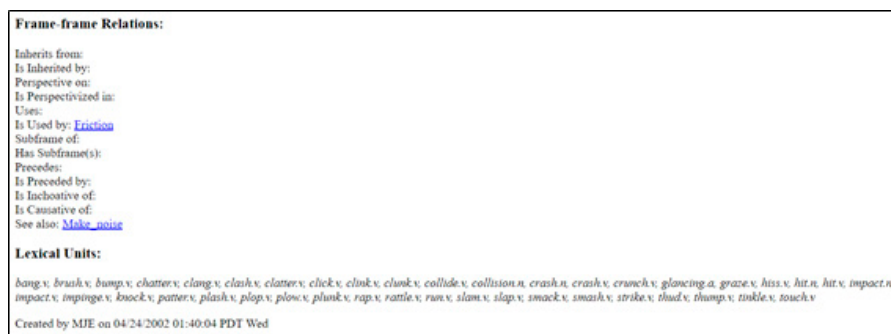 Frame-frame Relations:
Inherits from:
Is Inherited by:
Perspective on:
Is Perspectivized in:
Uses:
Is Used by: Friction
Subframe of:
Has Subframe(s):
Precedes:
Is Preceded by:
Is Inchoative of:
Is Causative of:
See also: Make_noise
Lexical Units:
bang.v, brush.v, bump.v, chatter.v, clang.v, clash.v, clatter.v, click.v, clink.v, clunk.v, collide.v, collision.n, crash.n, crash.v, crunch.v, glancing.a, graze.v, hiss.v, hit.n, hit.v, impact.n,
impact.v, impinge.v, knock.v, patter.v, plash.v, plop.v, plow.v, plunk.v, rap.v, rattle.v, run.v, slam.v, slap.v, smack.v, smash.v, strike.v, thud.v, thump.v, tinkle.v, touch.v
Created by MJE on 04/24/2002 01:40:04 PDT Wed